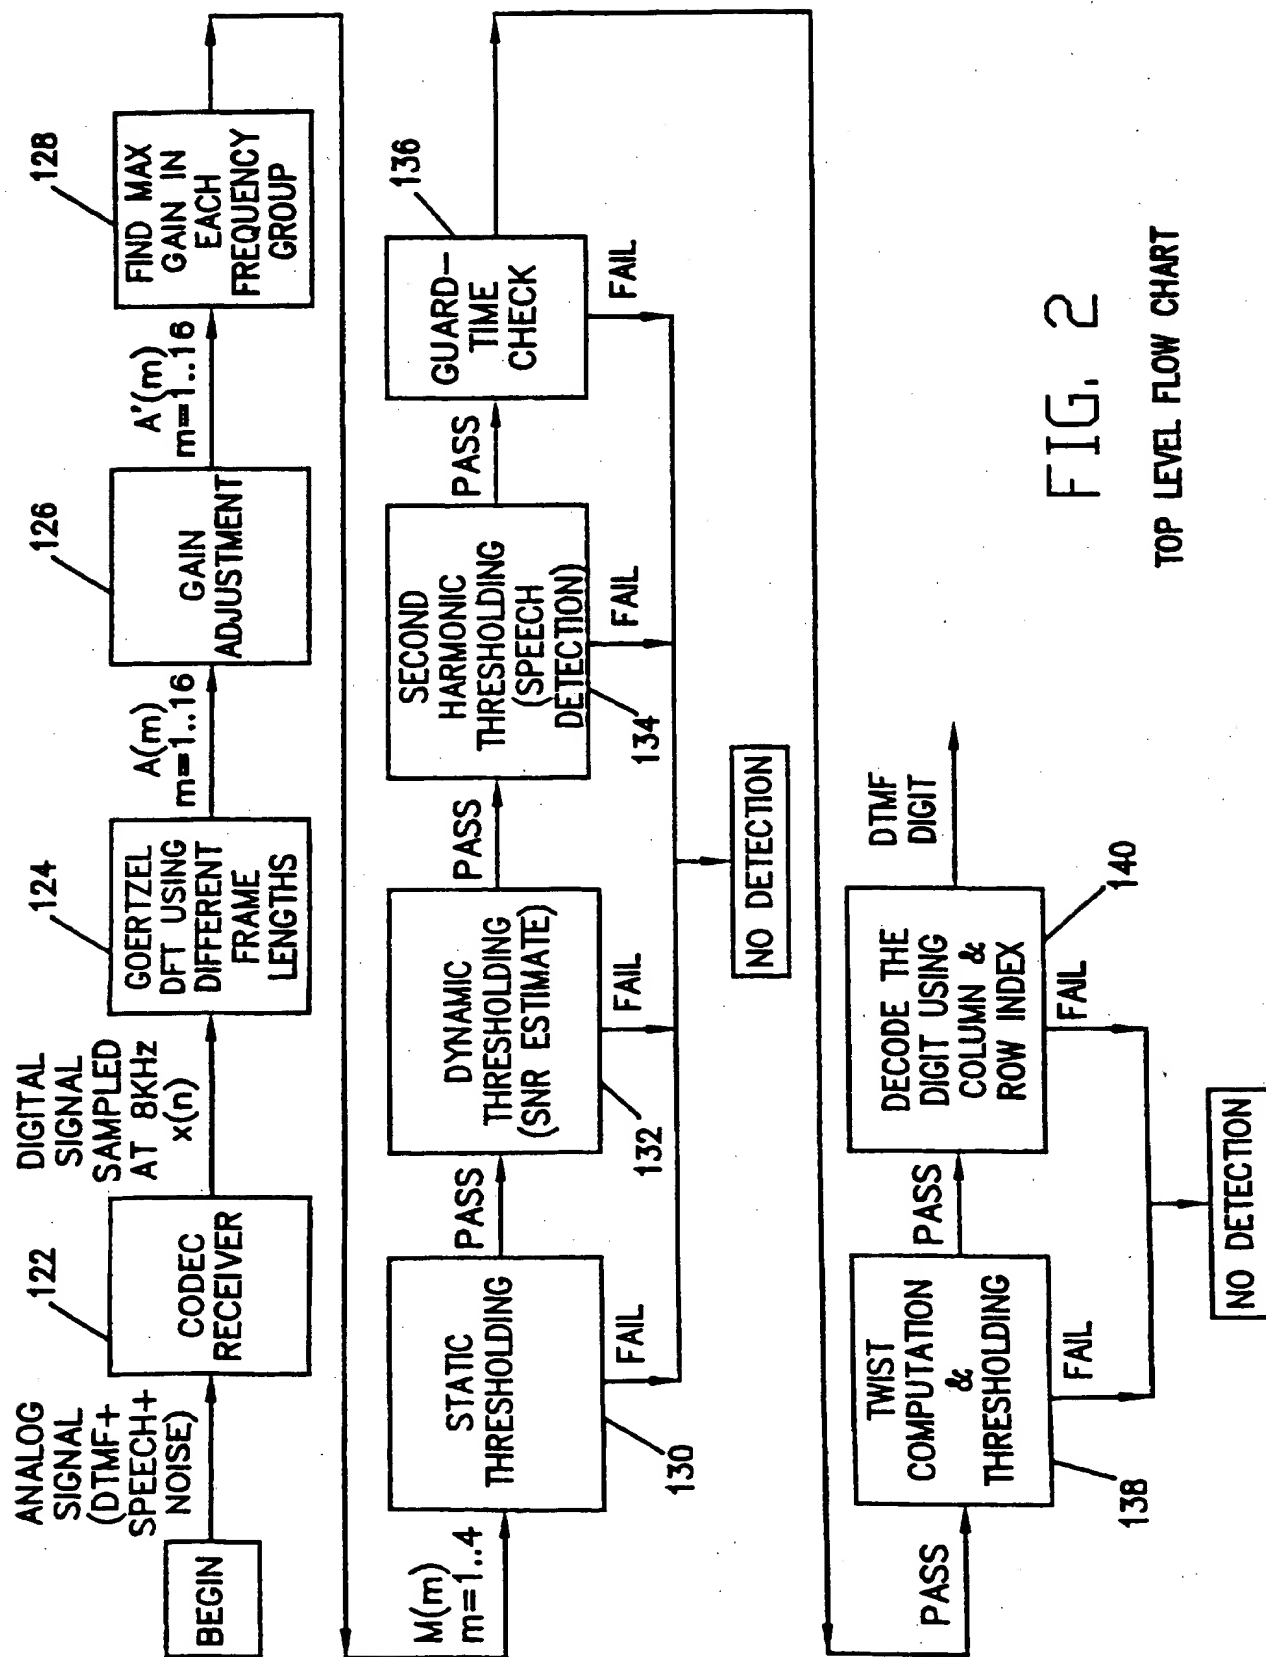 ANALOG
SIGNAL
(DTMF+
SPEECH+
NOISE)
BEGIN
122
CODEC
RECEIVER
DIGITAL
SIGNAL
SAMPLED
AT 8KHz
x(n)
124
GOERTZEL
DFT USING
DIFFERENT
FRAME
LENGTHS
A(m)
m=1..16
126
GAIN
ADJUSTMENT
A'(m)
m=1..16
128
FIND MAX
GAIN IN
EACH
FREQUENCY
GROUP
M(m)
m=1..4
STATIC
THRESHOLDING
130
FAIL
PASS
DYNAMIC
THRESHOLDING
(SNR ESTIMATE)
132
FAIL
PASS
SECOND
HARMONIC
THRESHOLDING
(SPEECH
DETECTION)
134
FAIL
PASS
136
GUARD-
TIME
CHECK
FAIL
NO DETECTION
PASS
TWIST
COMPUTATION
&
THRESHOLDING
138
FAIL
PASS
DECODE THE
DIGIT USING
COLUMN &
ROW INDEX
140
FAIL
DTMF
DIGIT
NO DETECTION
FIG. 2
TOP LEVEL FLOW CHART